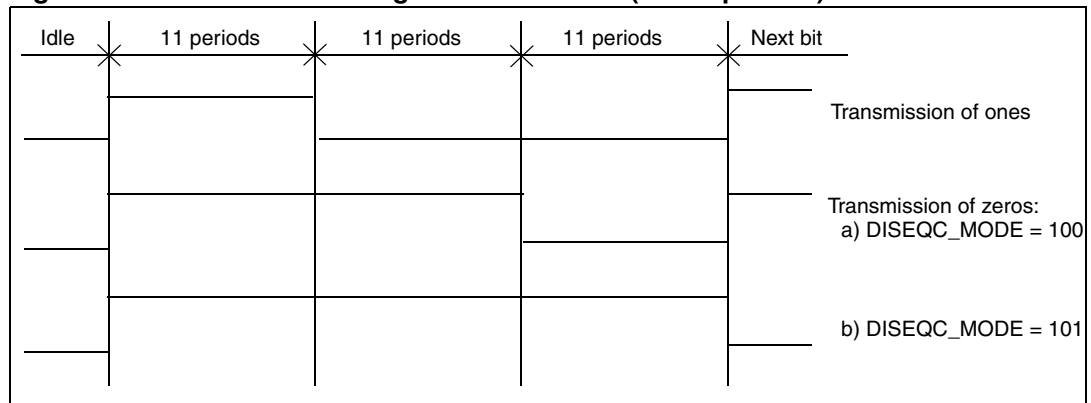 Idle 11 periods 11 periods 11 periods Next bit
Transmission of ones
Transmission of zeros:
a) DISEQC_MODE = 100
b) DISEQC_MODE = 101